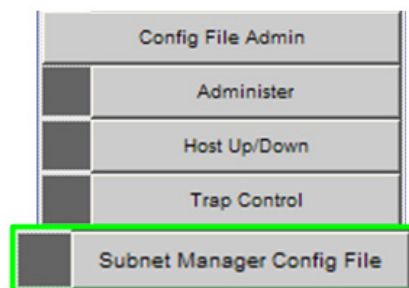 Config File Admin
Administer
Host Up/Down
Trap Control
Subnet Manager Config File